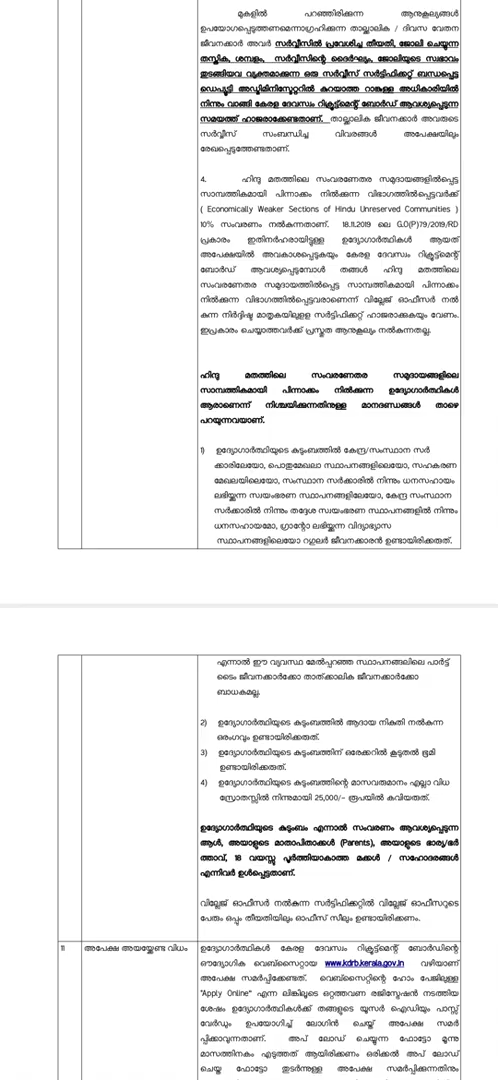 മുകളിൽ പറഞ്ഞിരിക്കുന്ന ആനുകൂല്യങ്ങൾ
ഉപയോഗപ്പെടുത്തണമെന്നാഗ്രഹിക്കുന്ന താല്ക്കാലിക / ദിവസ വേതന
ജീവനക്കാർ അവർ സർവ്വീസിൽ പ്രവേശിച്ച തീയതി, ജോലി ചെയ്യുന്ന
തസ്തിക, ശമ്പളം, സർവ്വീസിന്റെ ദൈർഘ്യം, ജോലിയുടെ സ്വഭാവം
തുടങ്ങിയവ വ്യക്തമാക്കുന്ന ഒരു സർവ്വീസ് സർട്ടിഫിക്കറ്റ് ബന്ധപ്പെട്ട
ഡെപ്യൂട്ടി അഡ്മിനിസ്ട്രേറ്ററിൽ കുറയാത്ത റാങ്കുള്ള അധികാരിയിൽ
നിന്നും വാങ്ങി കേരള ദേവസ്വം റിക്രൂട്ട്മെന്റ് ബോർഡ് ആവശ്യപ്പെടുന്ന
സമയത്ത് ഹാജരാക്കേണ്ടതാണ്. താല്ക്കാലിക ജീവനക്കാർ അവരുടെ
സർവ്വീസ് സംബന്ധിച്ച വിവരങ്ങൾ അപേക്ഷയിലും
രേഖപ്പെടുത്തേണ്ടതാണ്.
4. ഹിന്ദു മതത്തിലെ സംവരണേതര സമുദായങ്ങളിൽപ്പെട്ട
സാമ്പത്തികമായി പിന്നാക്കം നിൽക്കുന്ന വിഭാഗത്തിൽപ്പെട്ടവർക്ക്
( Economically Weaker Sections of Hindu Unreserved Communities )
10% സംവരണം നൽകുന്നതാണ്. 18.11.2019 ലെ G.O(P)79/2019/RD
പ്രകാരം ഇതിനർഹരായിട്ടുള്ള ഉദ്യോഗാർത്ഥികൾ ആയത്
അപേക്ഷയിൽ അവകാശപ്പെടുകയും കേരള ദേവസ്വം റിക്രൂട്ട്മെന്റ്
ബോർഡ് ആവശ്യപ്പെടുമ്പോൾ തങ്ങൾ ഹിന്ദു മതത്തിലെ
സംവരണേതര സമുദായത്തിൽപ്പെട്ട സാമ്പത്തികമായി പിന്നാക്കം
നിൽക്കുന്ന വിഭാഗത്തിൽപ്പെട്ടവരാണെന്ന് വില്ലേജ് ഓഫീസർ നൽ
കുന്ന നിർദ്ദിഷ്ട മാതൃകയിലുളള സർട്ടിഫിക്കറ്റ് ഹാജരാക്കുകയും വേണം.
ഇപ്രകാരം ചെയ്യാത്തവർക്ക് പ്രസ്തുത ആനുകൂല്യം നൽകുന്നതല്ല.
ഹിന്ദു മതത്തിലെ സംവരണേതര സമുദായങ്ങളിലെ
സാമ്പത്തികമായി പിന്നാക്കം നിൽക്കുന്ന ഉദ്യോഗാർത്ഥികൾ
ആരാണെന്ന് നിശ്ചയിക്കുന്നതിനുള്ള മാനദണ്ഡങ്ങൾ താഴെ
പറയുന്നവയാണ്.
1) ഉദ്യോഗാർത്ഥിയുടെ കുടുംബത്തിൽ കേന്ദ്ര/സംസ്ഥാന സർ
ക്കാരിലേയോ, പൊതുമേഖലാ സ്ഥാപനങ്ങളിലെയോ, സഹകരണ
മേഖലയിലെയോ, സംസ്ഥാന സർക്കാരിൽ നിന്നും ധനസഹായം
ലഭിയ്ക്കുന്ന സ്വയംഭരണ സ്ഥാപനങ്ങളിലേയോ, കേന്ദ്ര സംസ്ഥാന
സർക്കാരിൽ നിന്നും തദ്ദേശ സ്വയംഭരണ സ്ഥാപനങ്ങളിൽ നിന്നും
ധനസഹായമോ, ഗ്രാന്റോ ലഭിയ്ക്കുന്ന വിദ്യാഭ്യാസ
സ്ഥാപനങ്ങളിലെയോ റഗുലർ ജീവനക്കാരൻ ഉണ്ടായിരിക്കരുത്.
എന്നാൽ ഈ വ്യവസ്ഥ മേൽപ്പറഞ്ഞ സ്ഥാപനങ്ങലിലെ പാർട്ട്
ടൈം ജീവനക്കാർക്കോ താത്ക്കാലിക ജീവനക്കാർക്കോ
ബാധകമല്ല.
2) ഉദ്യോഗാർത്ഥിയുടെ കുടുംബത്തിൽ ആദായ നികുതി നൽകുന്ന
ഒരംഗവും ഉണ്ടായിരിക്കരുത്.
3) ഉദ്യോഗാർത്ഥിയുടെ കുടുംബത്തിന് ഒരേക്കറിൽ കൂടുതൽ ഭൂമി
ഉണ്ടായിരിക്കരുത്.
4) ഉദ്യോഗാർത്ഥിയുടെ കുടുംബത്തിന്റെ മാസവരുമാനം എല്ലാ വിധ
സ്രോതസ്സിൽ നിന്നുമായി 25,000/- രൂപയിൽ കവിയരുത്.
ഉദ്യോഗാർത്ഥിയുടെ കുടുംബം എന്നാൽ സംവരണം ആവശ്യപ്പെടുന്ന
ആൾ, അയാളുടെ മാതാപിതാക്കൾ (Parents), അയാളുടെ ഭാര്യ/ഭർ
ത്താവ്, 18 വയസ്സു പൂർത്തിയാകാത്ത മക്കൾ / സഹോദരങ്ങൾ
എന്നിവർ ഉൾപ്പെട്ടതാണ്.
വില്ലേജ് ഓഫീസർ നൽകുന്ന സർട്ടിഫിക്കറ്റിൽ വില്ലേജ് ഓഫീസറുടെ
പേരും ഒപ്പും തീയതിയിലും ഓഫീസ് സീലും ഉണ്ടായിരിക്കണം.
11 അപേക്ഷ അയയ്ക്കേണ്ട വിധം ഉദ്യോഗാർത്ഥികൾ കേരള ദേവസ്വം റിക്രൂട്ട്മെന്റ് ബോർഡിന്റെ
ഔദ്യോഗിക വെബ്സൈറ്റായ www.kdrb.kerala.gov.in വഴിയാണ്
അപേക്ഷ സമർപ്പിക്കേണ്ടത്. വെബ്സൈറ്റിന്റെ ഹോം പേജിലുള്ള
"Apply Online" എന്ന ലിങ്കിലൂടെ ഒറ്റത്തവണ രജിസ്ട്രേഷൻ നടത്തിയ
ശേഷം ഉദ്യോഗാർത്ഥികൾക്ക് തങ്ങളുടെ യൂസർ ഐഡിയും പാസ്സ്
വേർഡും ഉപയോഗിച്ച് ലോഗിൻ ചെയ്ത് അപേക്ഷ സമർ
പ്പിക്കാവുന്നതാണ്. അപ് ലോഡ് ചെയ്യുന്ന ഫോട്ടോ മൂന്നു
മാസത്തിനകം എടുത്തത് ആയിരിക്കണം ഒരിക്കൽ അപ് ലോഡ്
ചെയ്ത ഫോട്ടോ തുടർന്നുള്ള അപേക്ഷ സമർപ്പിക്കുന്നതിനും